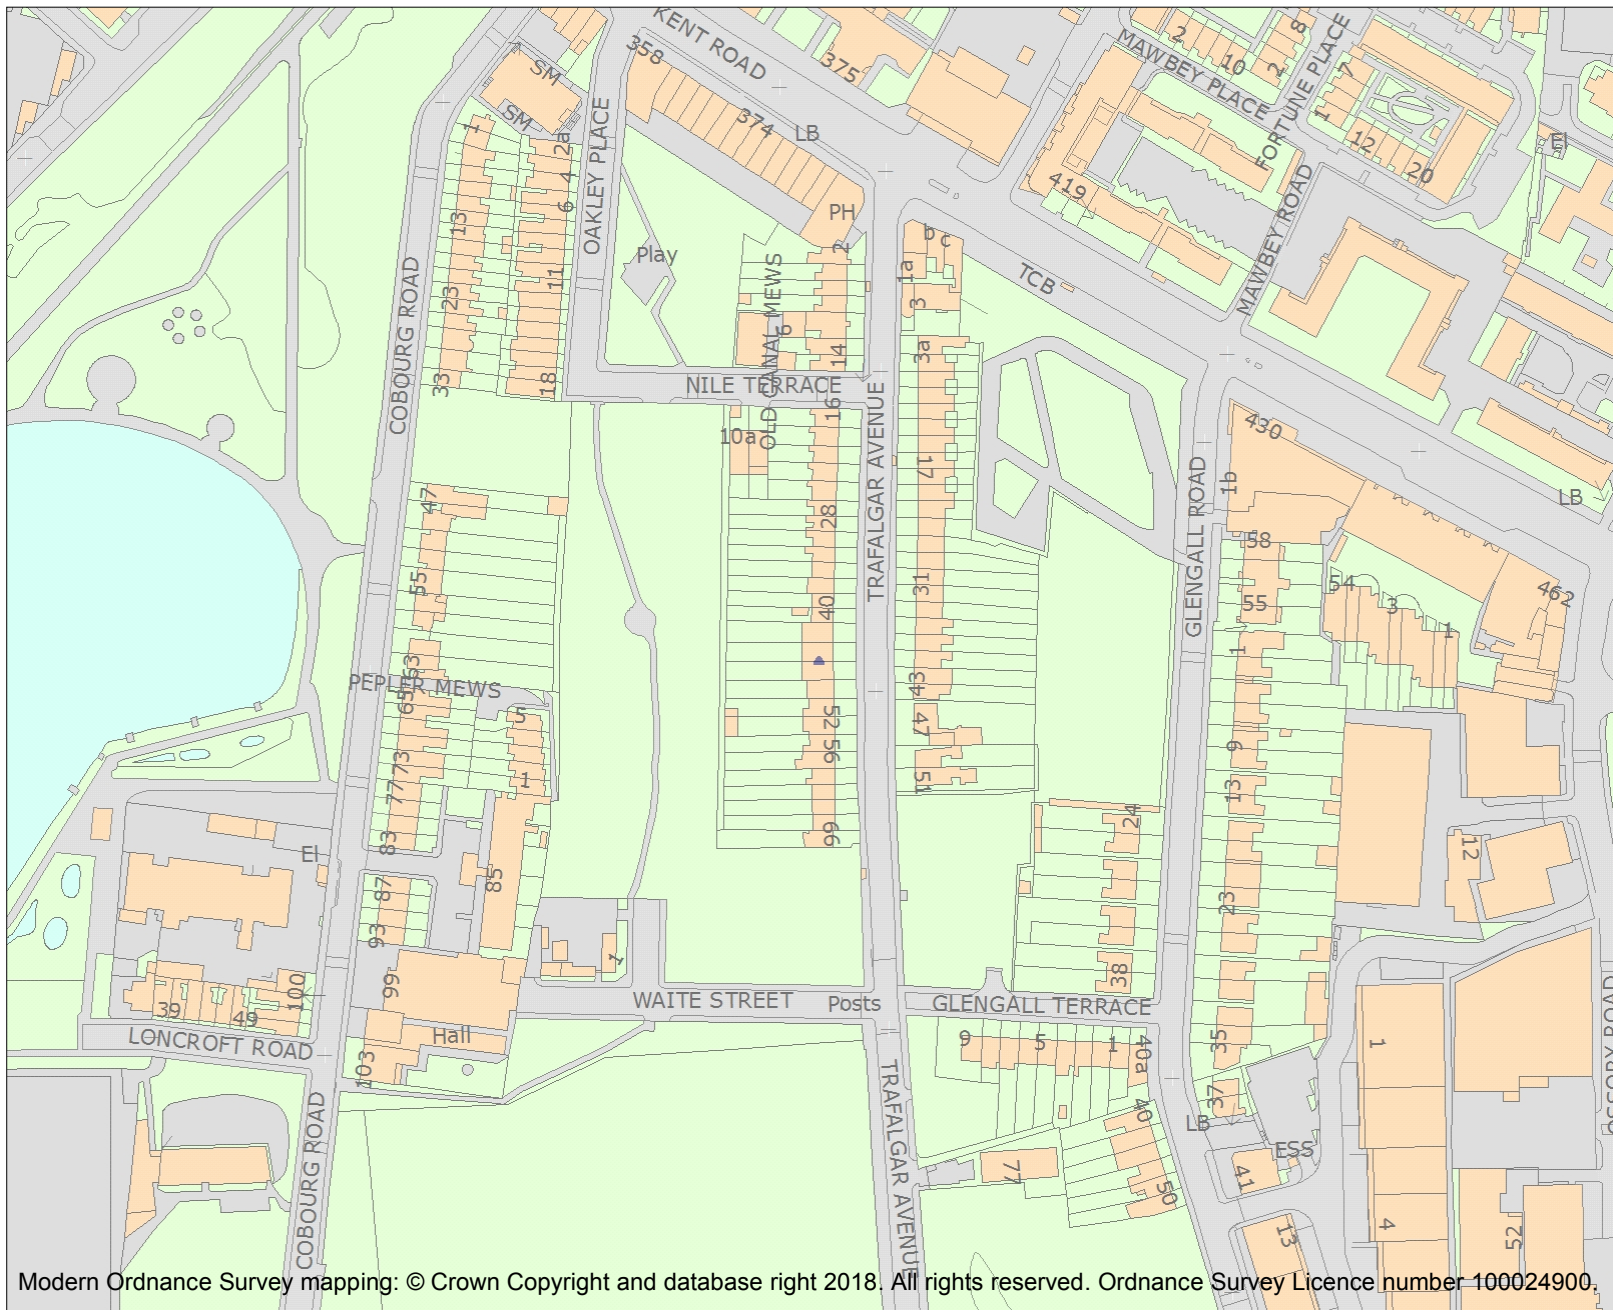 KENT ROAD
358
374
LB
375
SM
SM
OAKLEY PLACE
1
2a
4
6
11
13
18
23
33
COBOURG ROAD
Play
PH
2
OLD CANAL MEWS
6
14
NILE TERRACE
10a
16
MAWBEY PLACE
2
10
2
8
FORTUNE PLACE
1
7
12
20
El
419
MAWBEY ROAD
TCB
b
c
1a
3
3a
17
31
43
47
51
TRAFALGAR AVENUE
28
40
52
56
66
GLENGALL ROAD
430
1b
LB
58
55
54
3
1
462
1
9
13
23
35
37
47
55
63
65
PEPLER MEWS
5
1
73
77
83
85
87
93
El
99
100
39
49
LONCROFT ROAD
Hall
103
COBOURG ROAD
1
WAITE STREET
Posts
GLENGALL TERRACE
24
38
9
5
1
40a
40
50
77
LB
ESS
41
13
12
1
4
52
OSSORY ROAD
TRAFALGAR AVENUE
Modern Ordnance Survey mapping: © Crown Copyright and database right 2018. All rights reserved. Ordnance Survey Licence number 100024900.